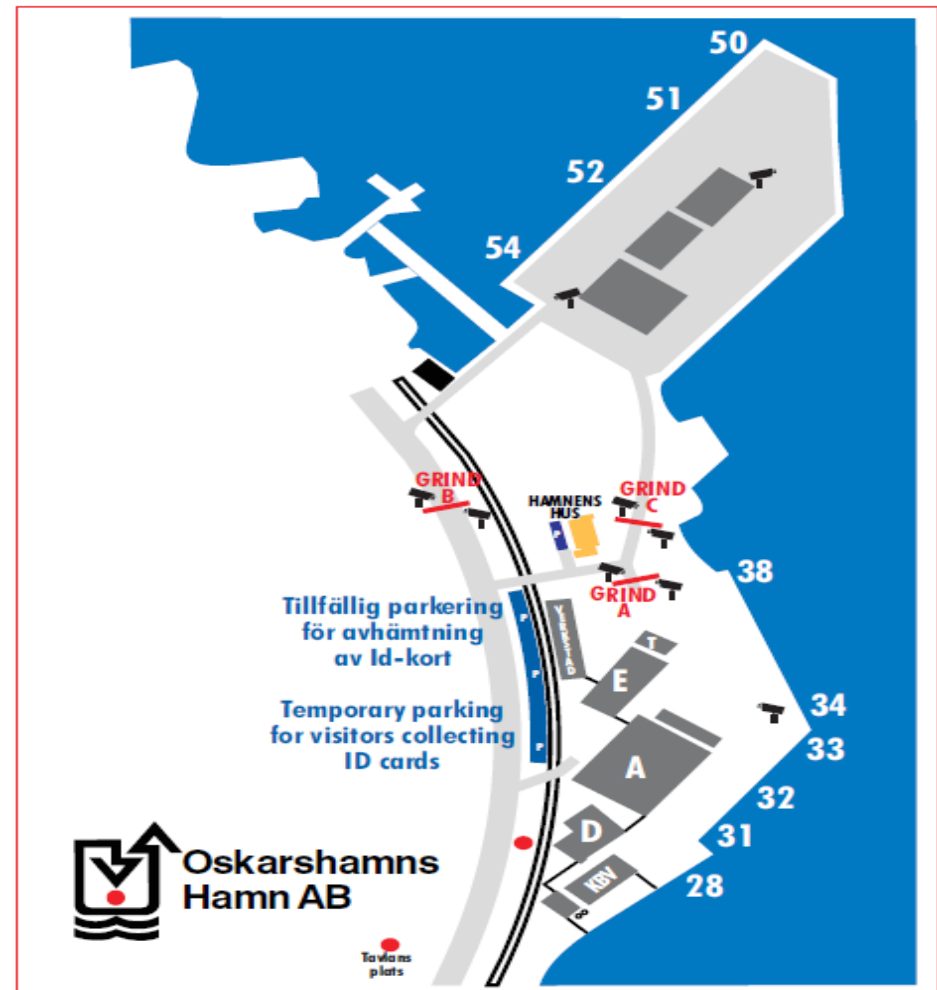 50
51
52
54
GRIND
B
HAMNENS
HUS
P
GRIND
C
38
GRIND
A
Tillfällig parkering
för avhämtning
av Id-kort
P
P
P
VERKSTAD
T
E
Temporary parking
for visitors collecting
ID cards
34
33
A
32
31
D
28
KBV
Oskarshamns
Hamn AB
Tavlans
plats